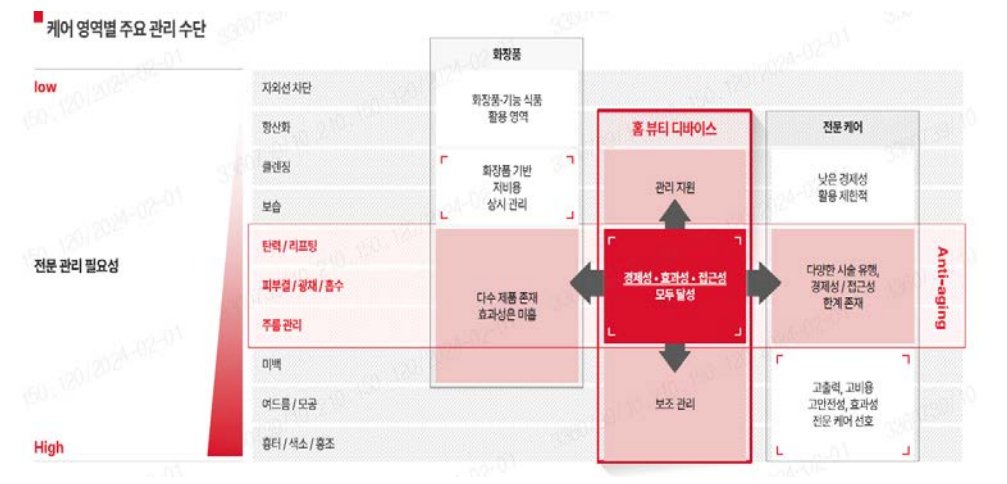 케어 영역별 주요 관리 수단
low
전문 관리 필요성
High
자외선 차단
항산화
클렌징
보습
탄력 / 리프팅
피부결 / 광채 / 흡수
주름 관리
미백
여드름 / 모공
흉터 / 색소 / 홍조
화장품
화장품·기능 식품
활용 영역
화장품 기반
저비용
상시 관리
다수 제품 존재
효과성은 미흡
홈 뷰티 디바이스
관리 지원
경제성 • 효과성 • 접근성
모두 달성
보조 관리
전문 케어
낮은 경제성
활용 제한적
다양한 시술 유행,
경제성 / 접근성
한계 존재
고출력, 고비용
고안전성, 효과성
전문 케어 선호
Anti-aging